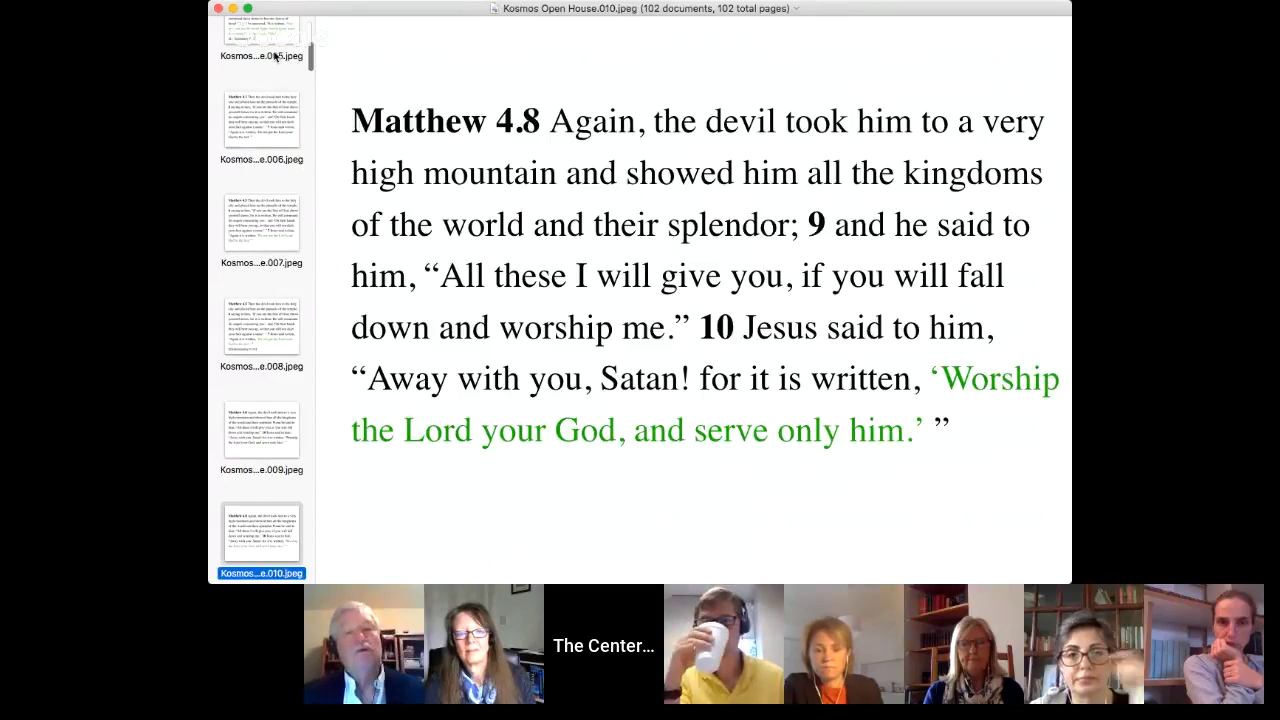 Kosmos Open House.010.jpeg (102 documents, 102 total pages)
Kosmos...e.005.jpeg
Kosmos...e.006.jpeg
Kosmos...e.007.jpeg
Kosmos...e.008.jpeg
Kosmos...e.009.jpeg
Kosmos...e.010.jpeg
Matthew 4.8 Again, the devil took him to a very
high mountain and showed him all the kingdoms
of the world and their splendor; 9 and he said to
him, “All these I will give you, if you will fall
down and worship me.” 10 Jesus said to him,
“Away with you, Satan! for it is written, ‘Worship
the Lord your God, and serve only him.’ ”
The Center...